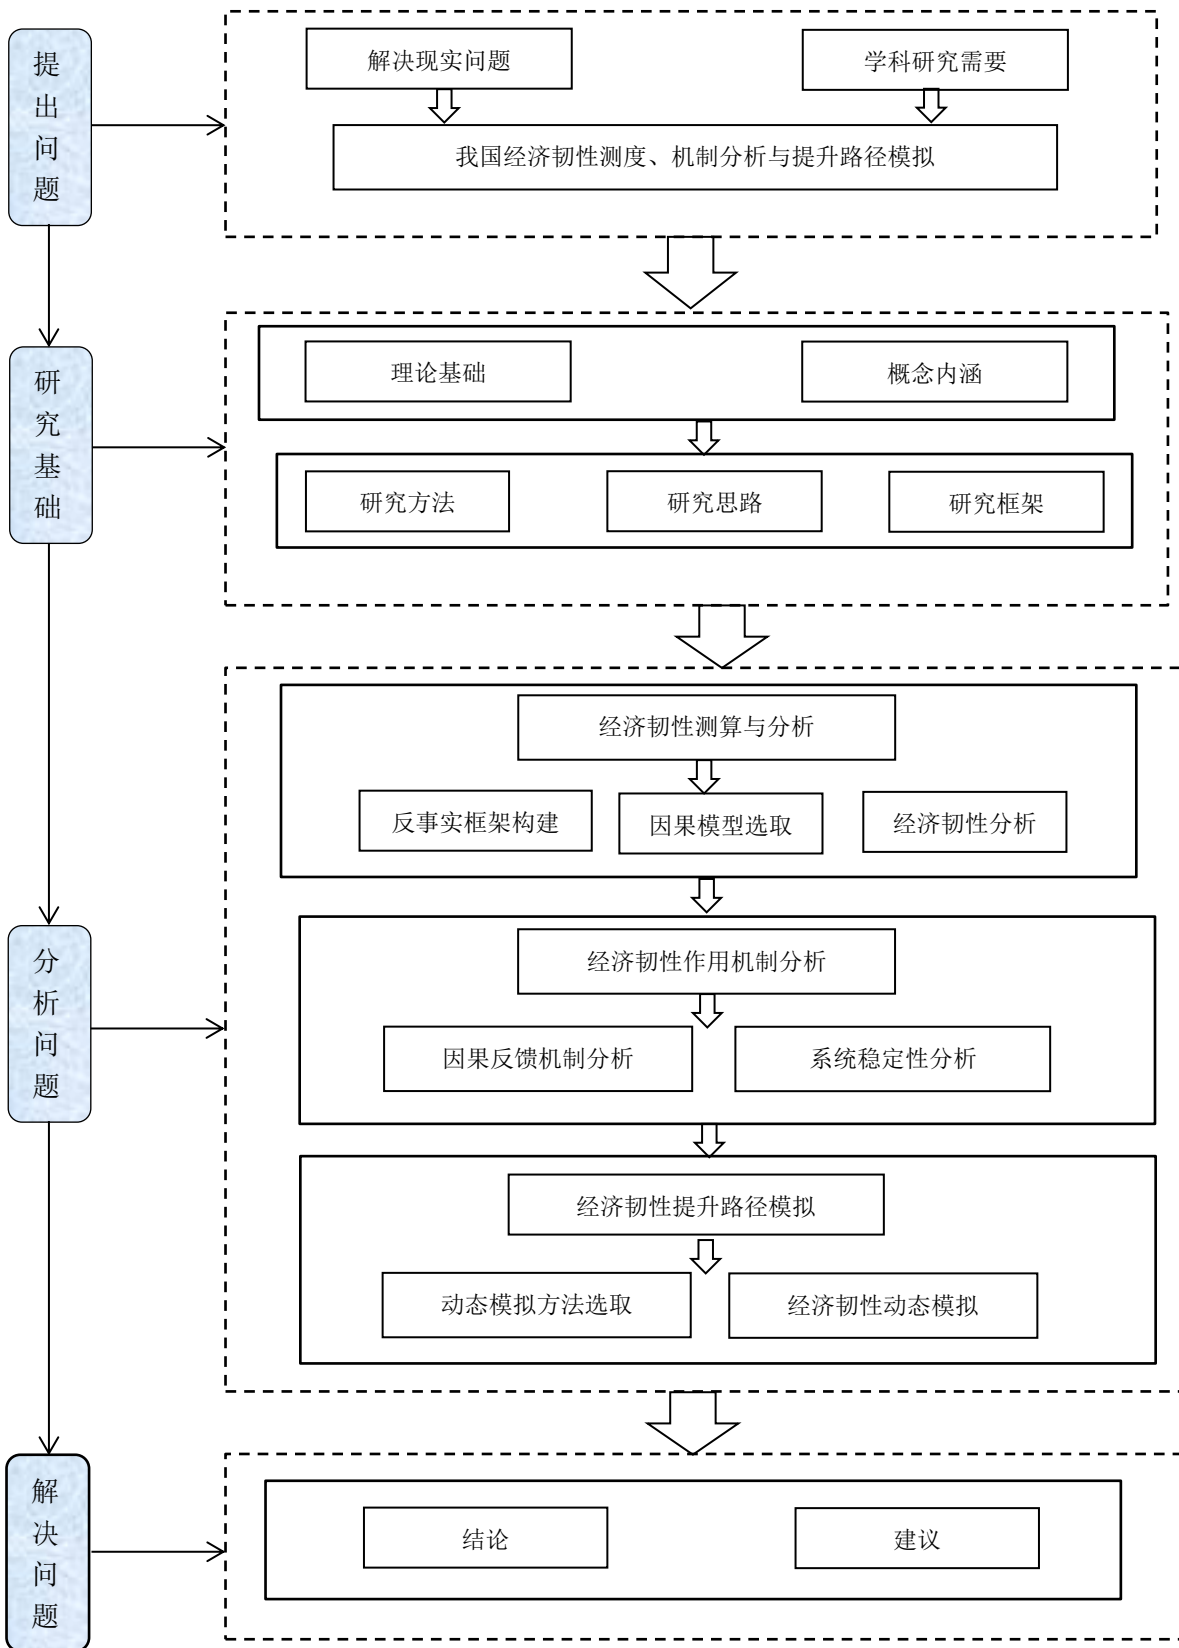 提出问题
解决现实问题
学科研究需要
我国经济韧性测度、机制分析与提升路径模拟
研究基础
理论基础
概念内涵
研究方法
研究思路
研究框架
分析问题
经济韧性测算与分析
反事实框架构建
因果模型选取
经济韧性分析
经济韧性作用机制分析
因果反馈机制分析
系统稳定性分析
经济韧性提升路径模拟
动态模拟方法选取
经济韧性动态模拟
解决问题
结论
建议